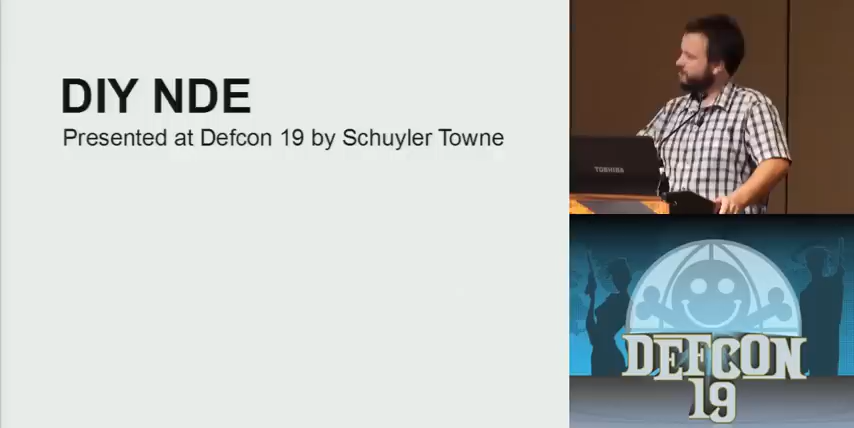 DIY NDE
Presented at Defcon 19 by Schuyler Towne
TOSHIBA
DEFCON
19